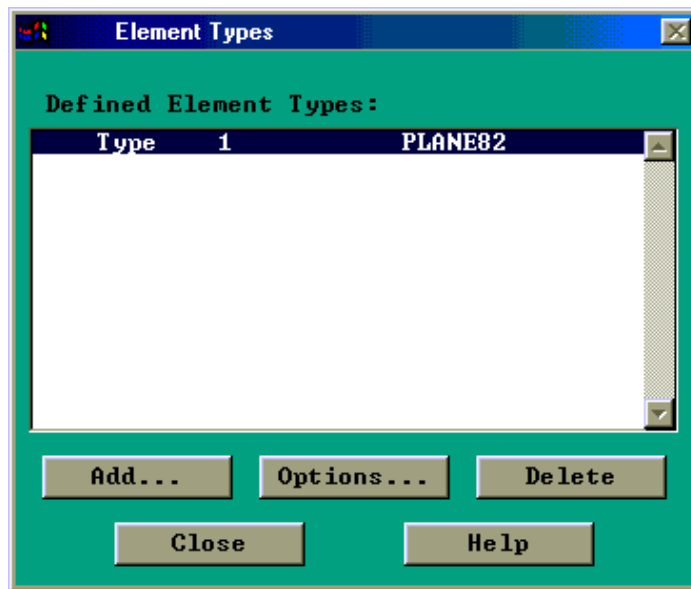 Element Types
Defined Element Types:
Type 1 PLANE82
Add... Options... Delete
Close Help